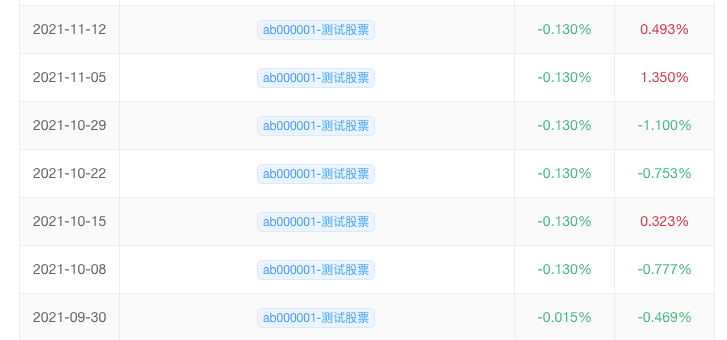 2021-11-12 ab000001-测试股票 -0.130% 0.493%
2021-11-05 ab000001-测试股票 -0.130% 1.350%
2021-10-29 ab000001-测试股票 -0.130% -1.100%
2021-10-22 ab000001-测试股票 -0.130% -0.753%
2021-10-15 ab000001-测试股票 -0.130% 0.323%
2021-10-08 ab000001-测试股票 -0.130% -0.777%
2021-09-30 ab000001-测试股票 -0.015% -0.469%